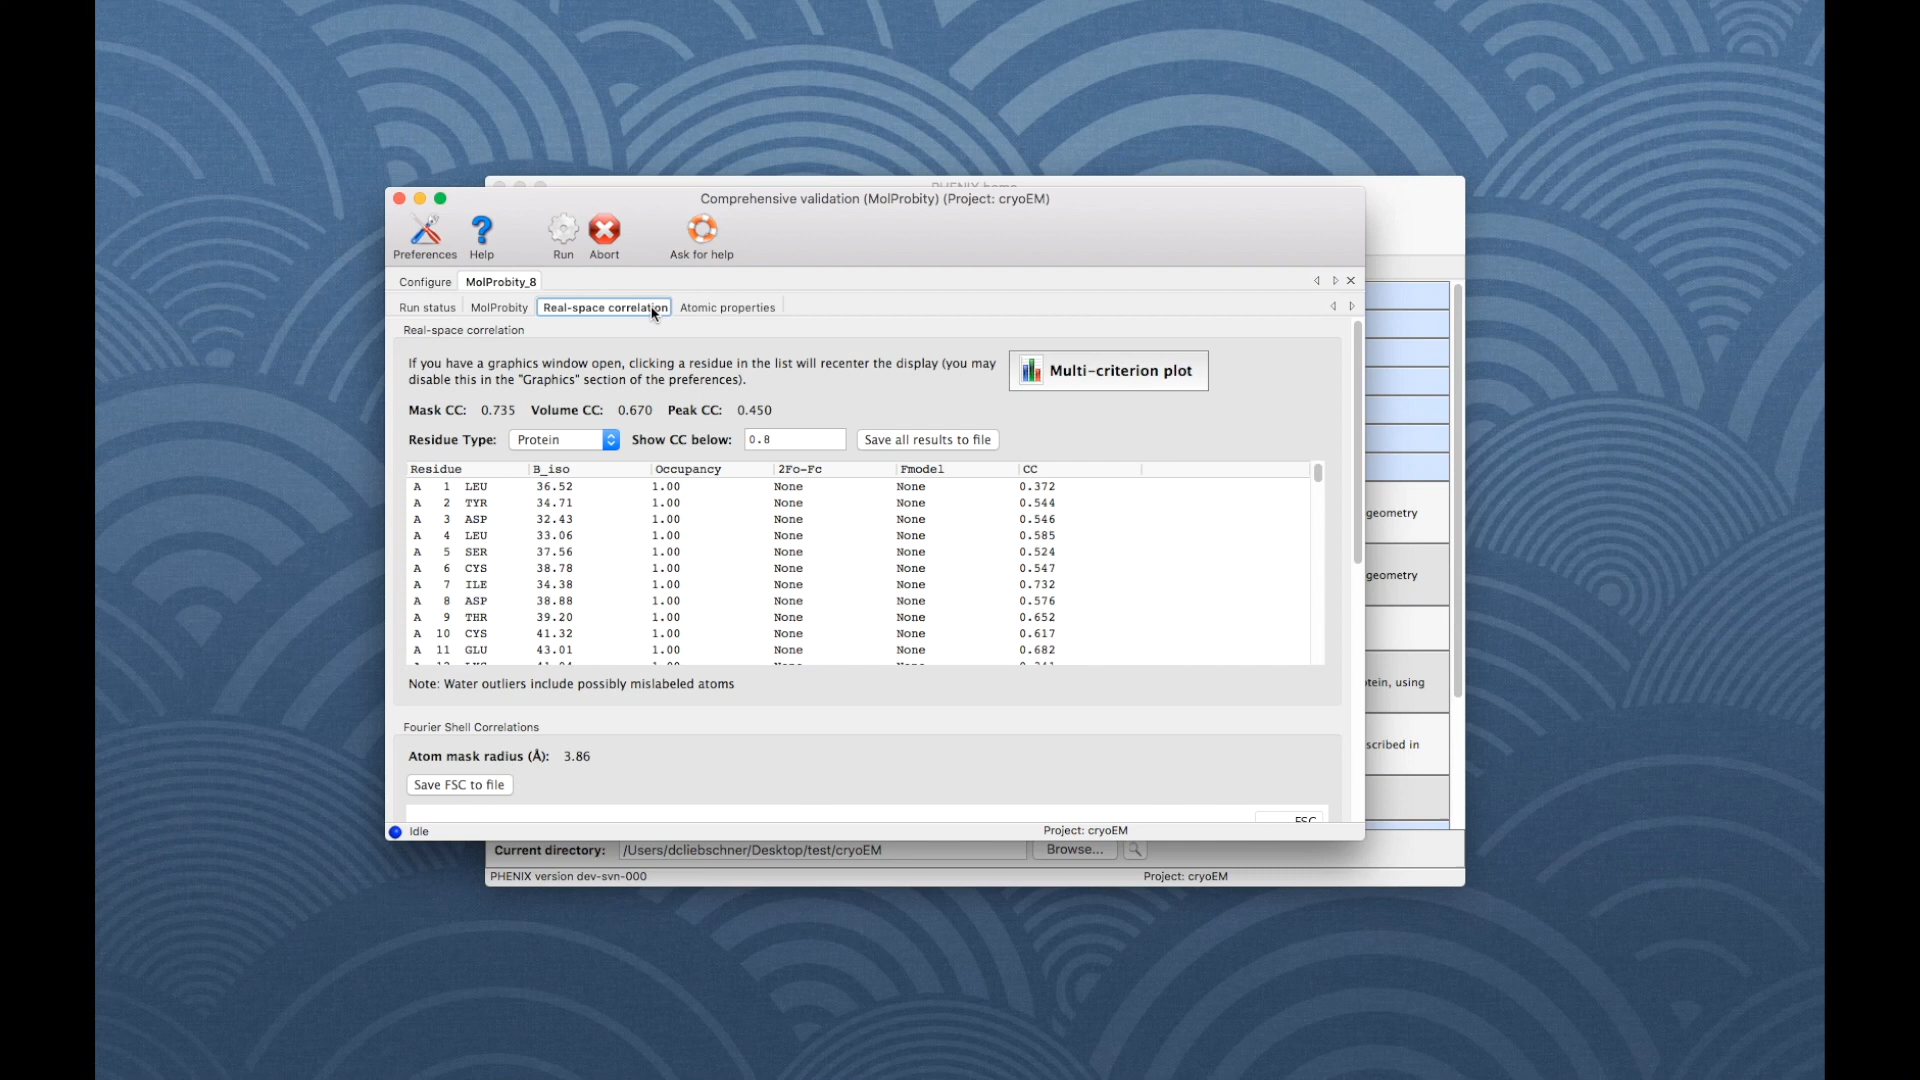 Comprehensive validation (MolProbity) (Project: cryoEM)
Preferences Help Run Abort Ask for help
Configure MolProbity_8
Run status MolProbity Real-space correlation Atomic properties
Real-space correlation
If you have a graphics window open, clicking a residue in the list will recenter the display (you may
disable this in the "Graphics" section of the preferences).
Multi-criterion plot
Mask CC: 0.735 Volume CC: 0.670 Peak CC: 0.450
Residue Type: Protein Show CC below: 0.8 Save all results to file
Residue B_iso Occupancy 2Fo-Fc Fmodel CC
A 1 LEU 36.52 1.00 None None 0.372
A 2 TYR 34.71 1.00 None None 0.544
A 3 ASP 32.43 1.00 None None 0.546
A 4 LEU 33.06 1.00 None None 0.585
A 5 SER 37.56 1.00 None None 0.524
A 6 CYS 38.78 1.00 None None 0.547
A 7 ILE 34.38 1.00 None None 0.732
A 8 ASP 38.88 1.00 None None 0.576
A 9 THR 39.20 1.00 None None 0.652
A 10 CYS 41.32 1.00 None None 0.617
A 11 GLU 43.01 1.00 None None 0.682
Note: Water outliers include possibly mislabeled atoms
Fourier Shell Correlations
Atom mask radius (Å): 3.86
Save FSC to file
FSC
Idle Project: cryoEM
geometry
geometry
tein, using
scribed in
Current directory: /Users/dcliebschner/Desktop/test/cryoEM Browse...
PHENIX version dev-svn-000 Project: cryoEM